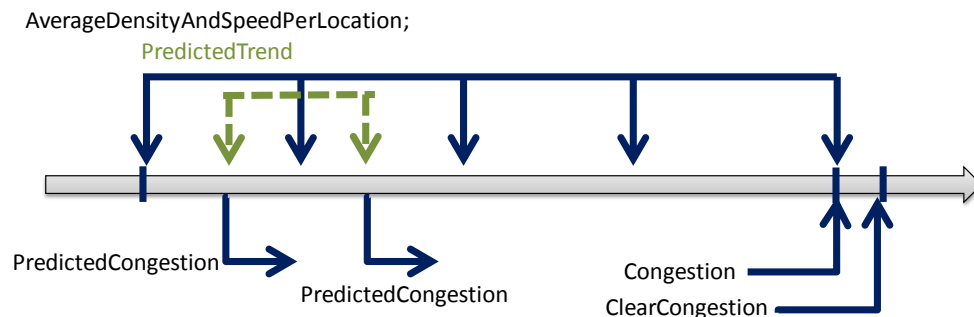 AverageDensityAndSpeedPerLocation;
PredictedTrend
PredictedCongestion
PredictedCongestion
Congestion
ClearCongestion